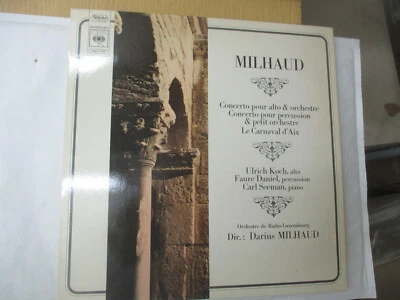 MILHAUD
Concerto pour alto & orchestre
Concerto pour percussion
& petit orchestre
Le Carnaval d'Aix
Ulrich Koch, alto
Faure Daniel, percussion
Carl Seeman, piano
Orchestre de Radio-Luxembourg
Dir.: Darius MILHAUD